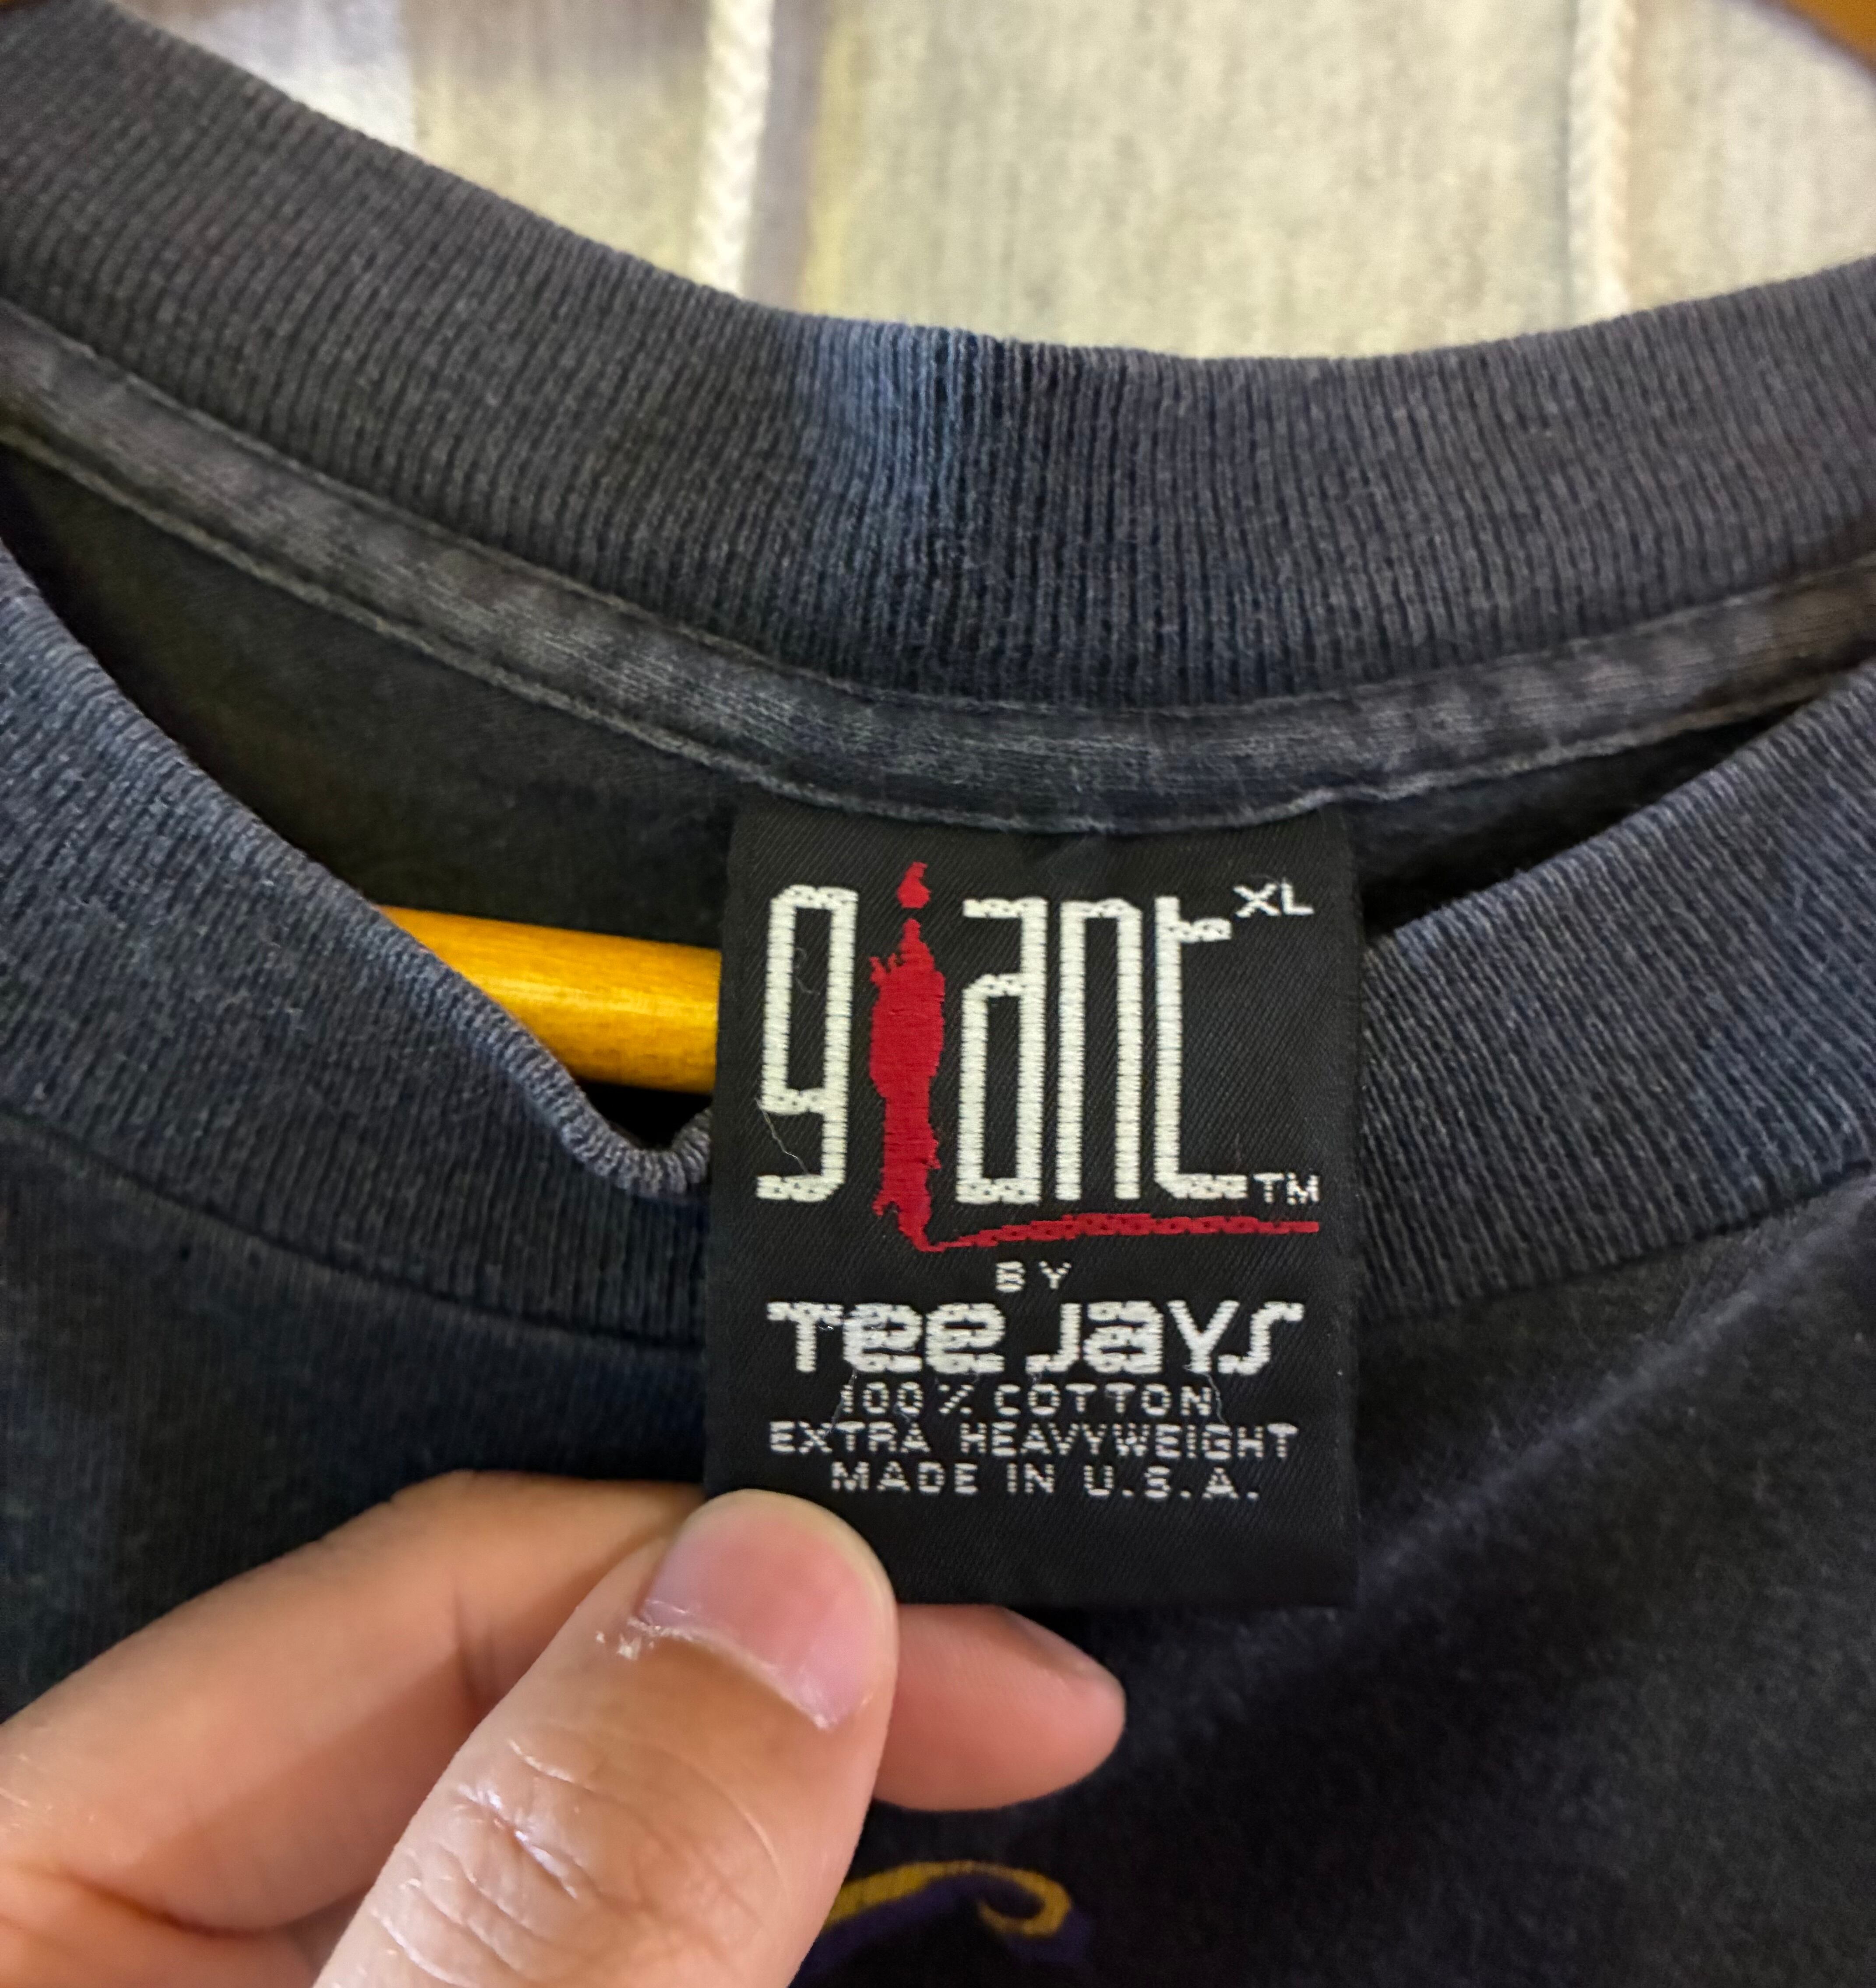 giant XL
TM
BY
Tee Jays
100% COTTON
EXTRA HEAVYWEIGHT
MADE IN U.S.A.